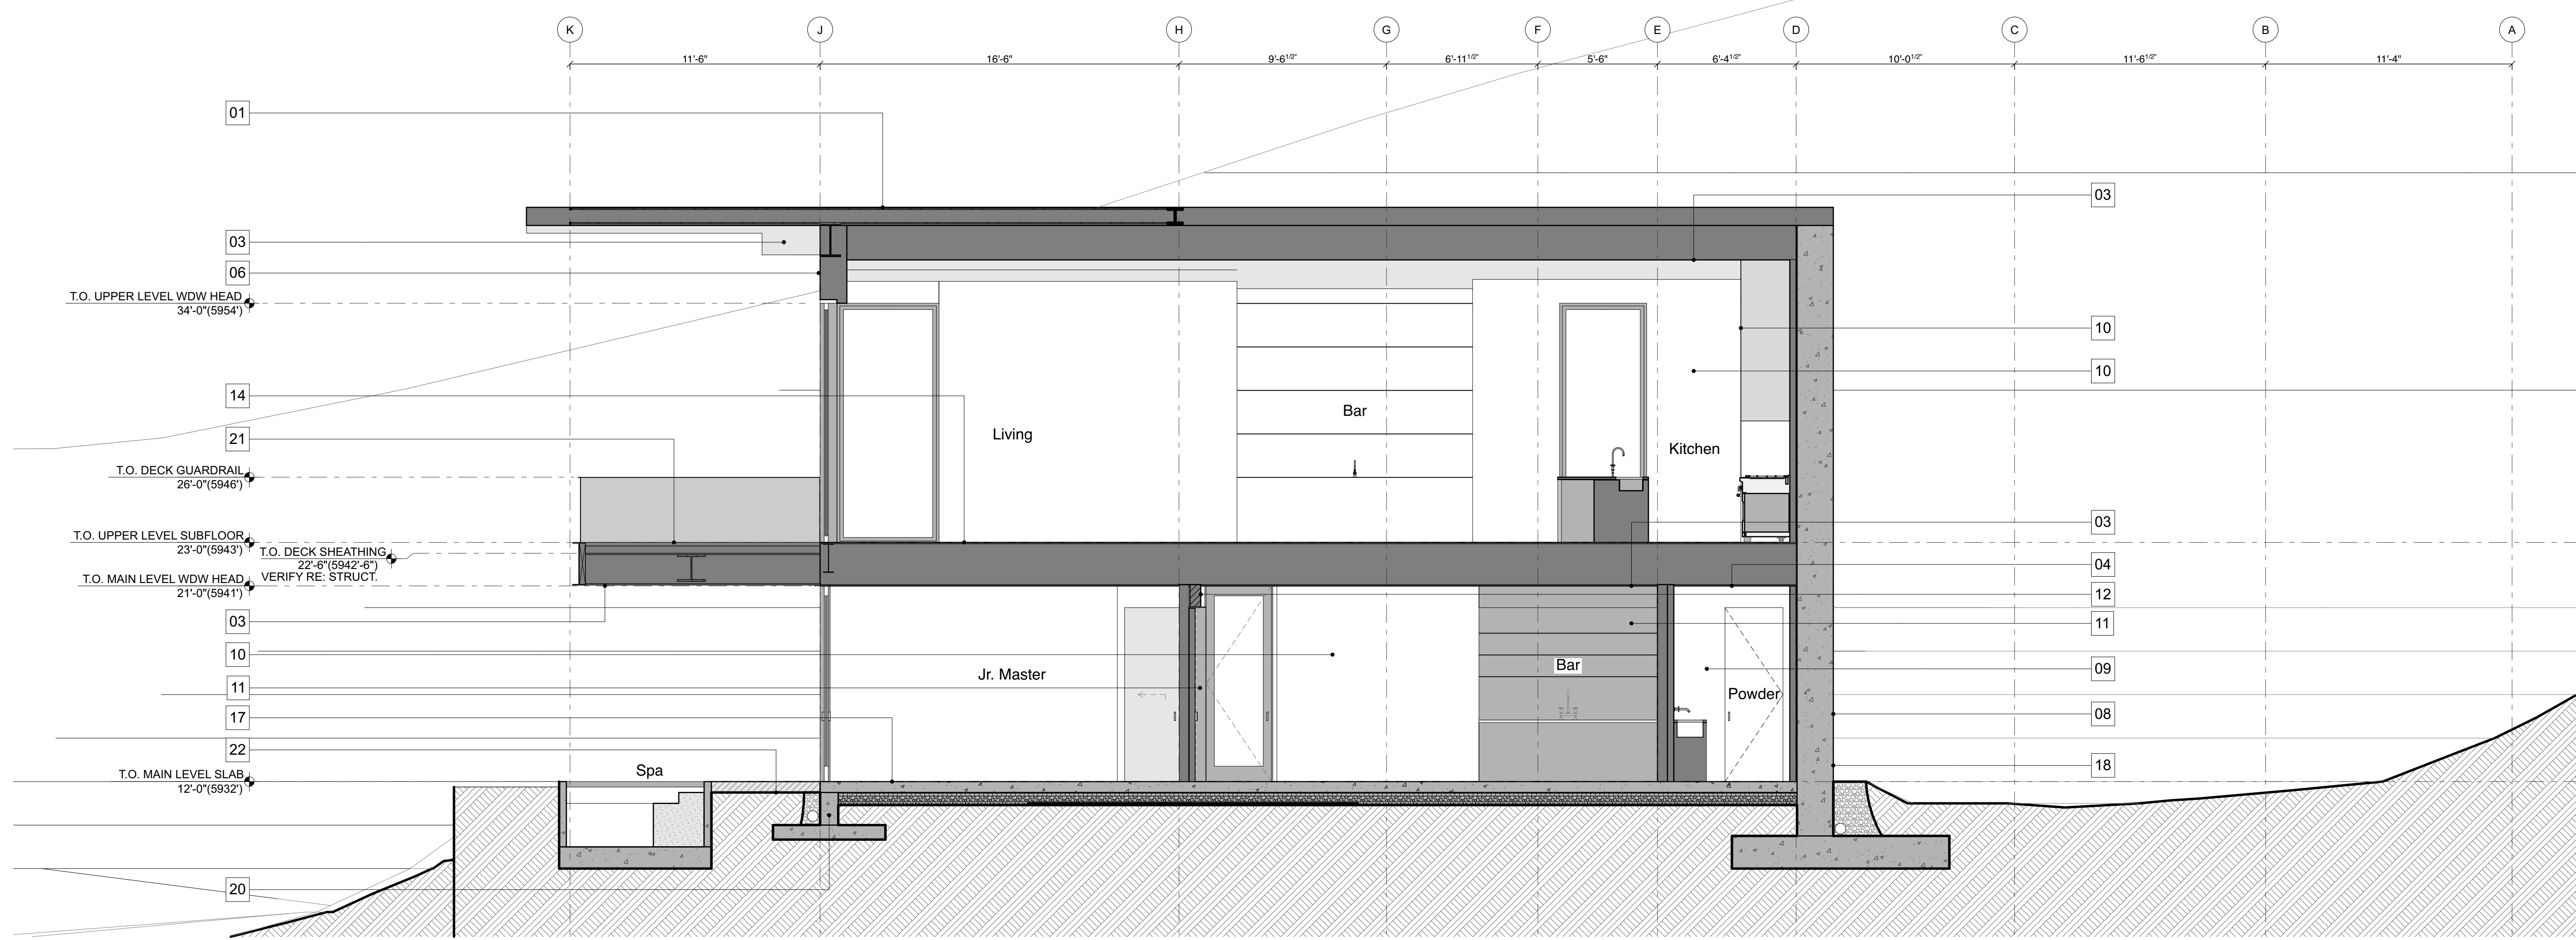 K J H G F E D C B A
11'-6" 16'-6" 9'-6 1/2" 6'-11 1/2" 5'-6" 6'-4 1/2" 10'-0 1/2" 11'-6 1/2" 11'-4"
01
03
03
06
T.O. UPPER LEVEL WDW HEAD
34'-0"(5954')
10
10
14
Bar
Living
21
Kitchen
T.O. DECK GUARDRAIL
26'-0"(5946')
03
T.O. UPPER LEVEL SUBFLOOR
23'-0"(5943')
T.O. DECK SHEATHING
22'-6"(5942'-6")
VERIFY RE: STRUCT.
04
T.O. MAIN LEVEL WDW HEAD
21'-0"(5941')
12
03
11
10
Bar
09
Jr. Master
11
Powder
17
08
22
18
Spa
T.O. MAIN LEVEL SLAB
12'-0"(5932')
20